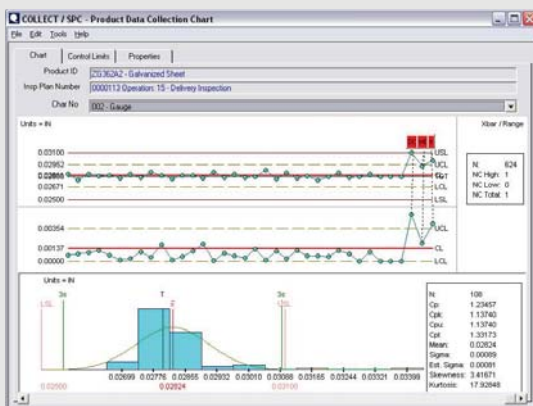 COLLECT / SPC - Product Data Collection Chart
File Edit Tools Help
Chart Control Limits Properties
Product ID ZG362A2 - Galvanized Sheet
Insp Plan Number 0000113 Operation: 15 - Delivery Inspection
Char No 002 - Gauge
Units = IN Xbar / Range
0.03100 USL
0.02952 UCL
0.02671 LCL
0.02500 LSL
N: 624
NC High: 1
NC Low: 0
NC Total: 1
0.00354 UCL
0.00137 CL
LCL
Units = IN
LSL 3s T 3s
0.02699 0.02776 0.02855 0.02932 0.03010 0.03088 0.03165 0.03244 0.03321 0.03398
0.02500 0.02824 0.03100
N: 108
Cp: 1.23457
Cpk: 1.13740
Cpu: 1.13740
Cpl: 1.33173
Mean: 0.02824
Sigma: 0.00089
Est. Sigma: 0.00081
Skewness: 3.41671
Kurtosis: 17.92848